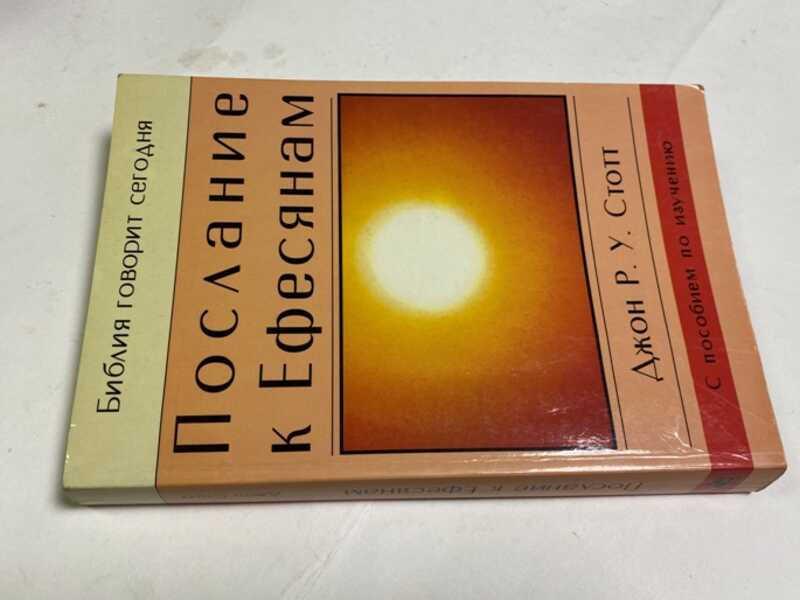 Библия говорит сегодня
Послание
к Ефесянам
Джон Р. У. Стотт
С пособием по изучению
Послание к Ефесянам